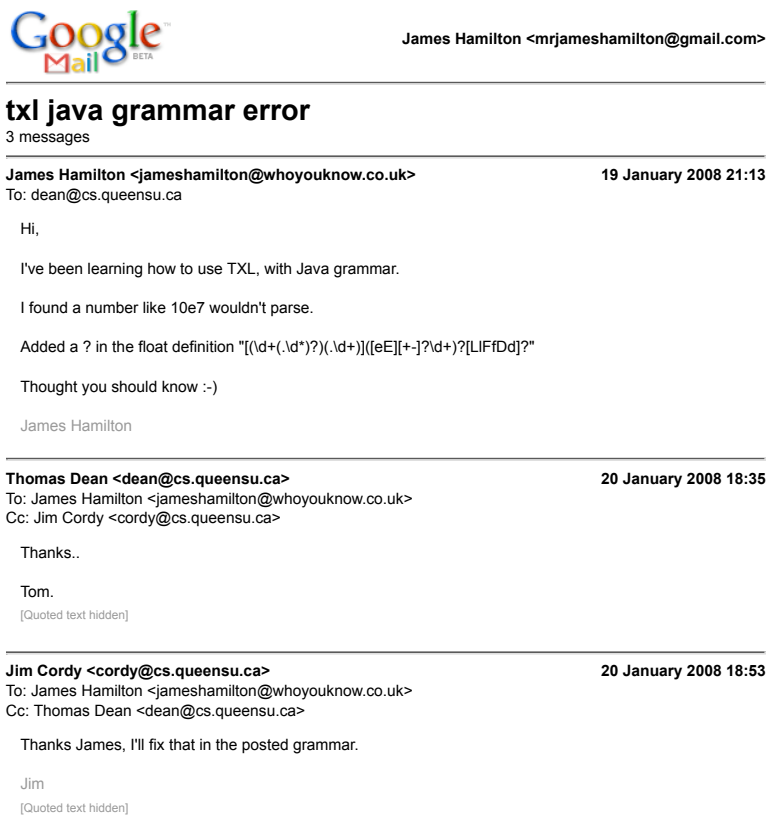 Google™
Mail BETA
James Hamilton <mrjameshamilton@gmail.com>
txl java grammar error
3 messages
James Hamilton <jameshamilton@whoyouknow.co.uk> 19 January 2008 21:13
To: dean@cs.queensu.ca
Hi,
I've been learning how to use TXL, with Java grammar.
I found a number like 10e7 wouldn't parse.
Added a ? in the float definition "[(\d+(.\d*)?)(.\d+)]([eE][+-]?\d+)?[LlFfDd]?"
Thought you should know :-)
James Hamilton
Thomas Dean <dean@cs.queensu.ca> 20 January 2008 18:35
To: James Hamilton <jameshamilton@whoyouknow.co.uk>
Cc: Jim Cordy <cordy@cs.queensu.ca>
Thanks..
Tom.
[Quoted text hidden]
Jim Cordy <cordy@cs.queensu.ca> 20 January 2008 18:53
To: James Hamilton <jameshamilton@whoyouknow.co.uk>
Cc: Thomas Dean <dean@cs.queensu.ca>
Thanks James, I'll fix that in the posted grammar.
Jim
[Quoted text hidden]